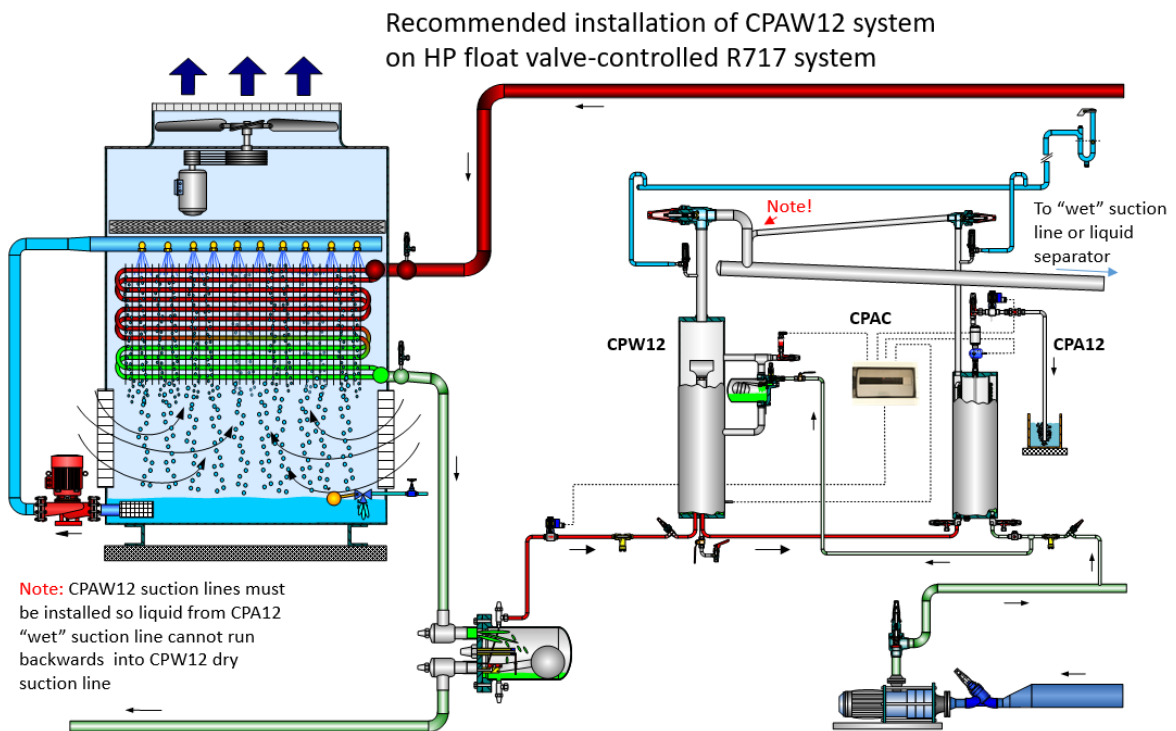 Recommended installation of CPAW12 system
on HP float valve-controlled R717 system
Note!
To “wet” suction
line or liquid
separator
CPW12
CPAC
CPA12
Note: CPAW12 suction lines must
be installed so liquid from CPA12
“wet” suction line cannot run
backwards into CPW12 dry
suction line